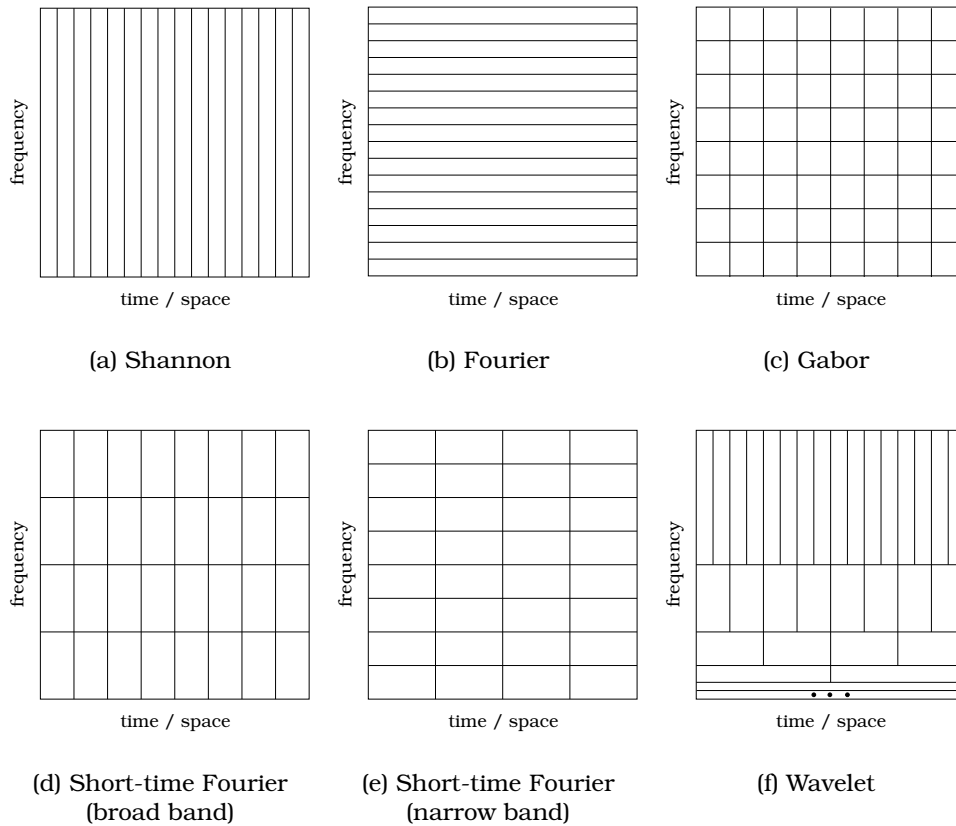 frequency
time / space
(a) Shannon
frequency
time / space
(b) Fourier
frequency
time / space
(c) Gabor
frequency
time / space
(d) Short-time Fourier
(broad band)
frequency
time / space
(e) Short-time Fourier
(narrow band)
frequency
time / space
(f) Wavelet